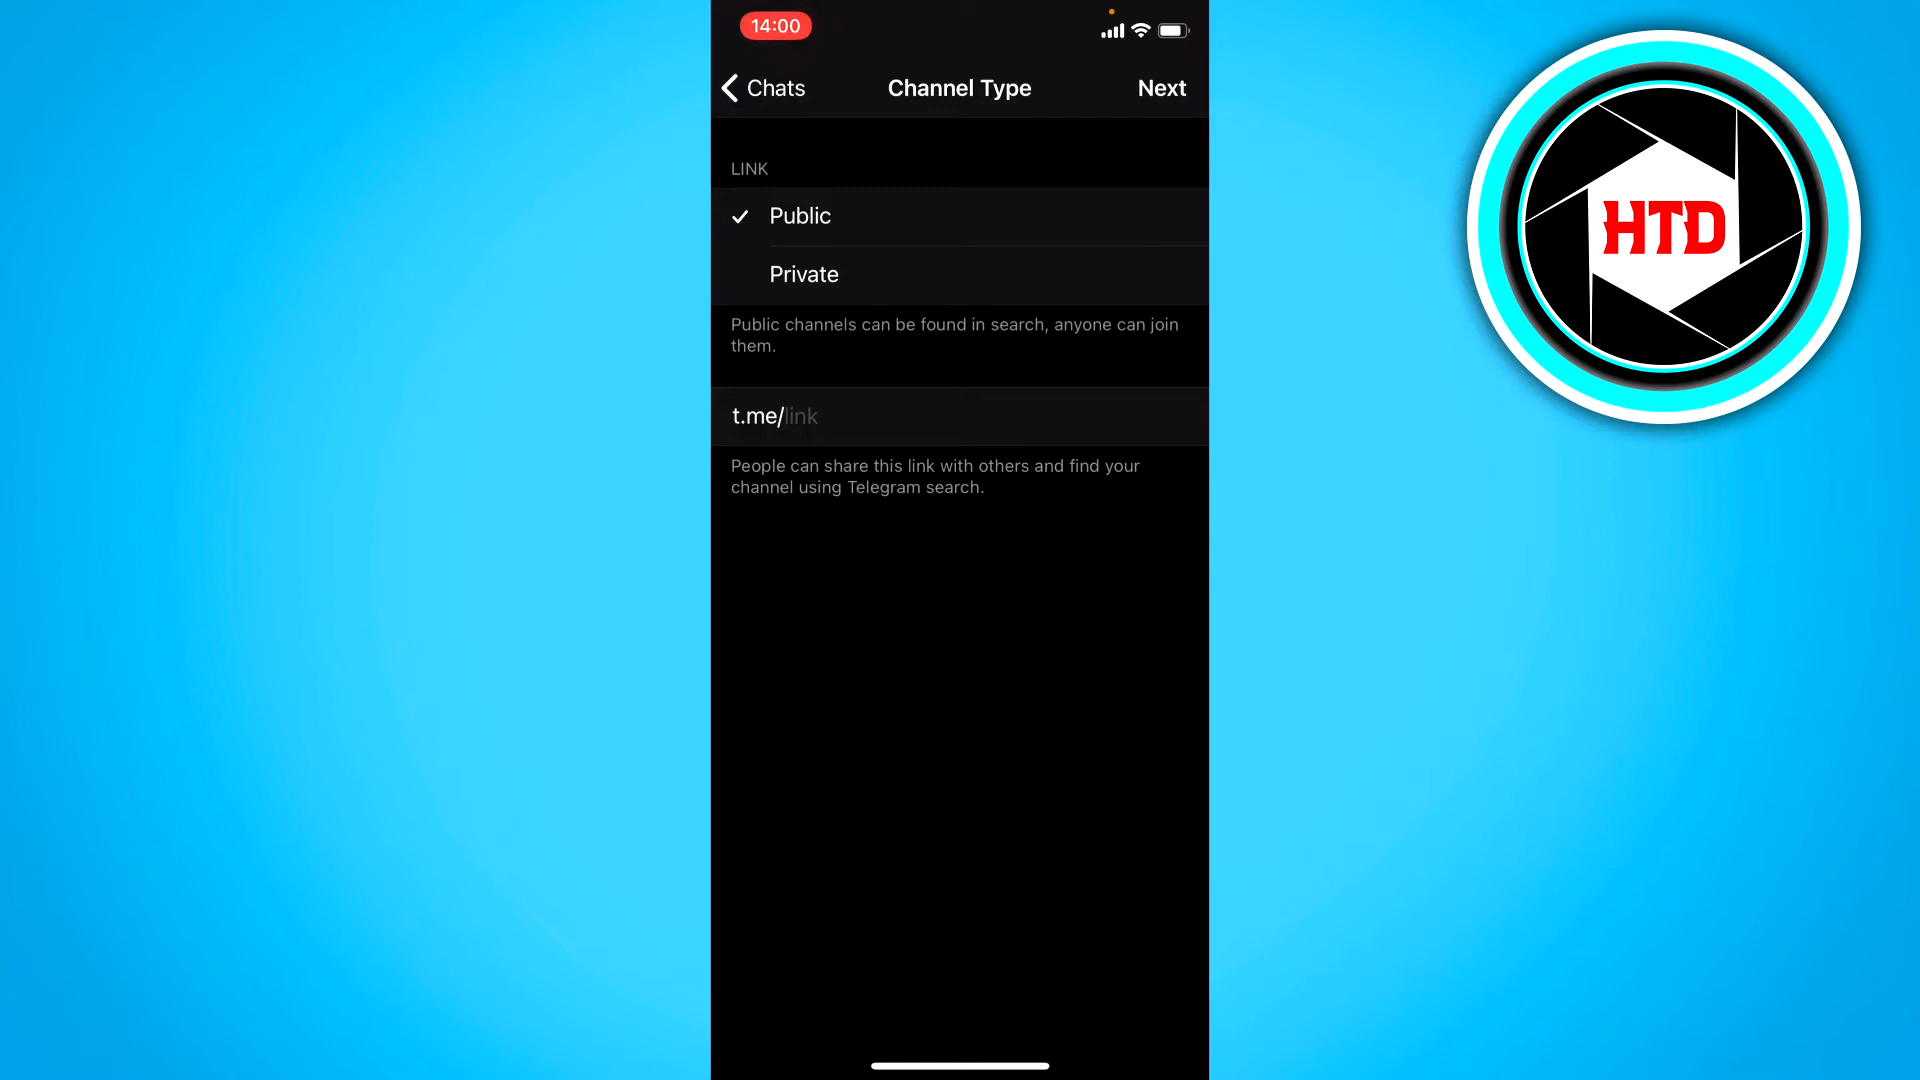 14:00
Chats
Channel Type
Next
LINK
Public
Private
Public channels can be found in search, anyone can join
them.
t.me/link
People can share this link with others and find your
channel using Telegram search.
HTD